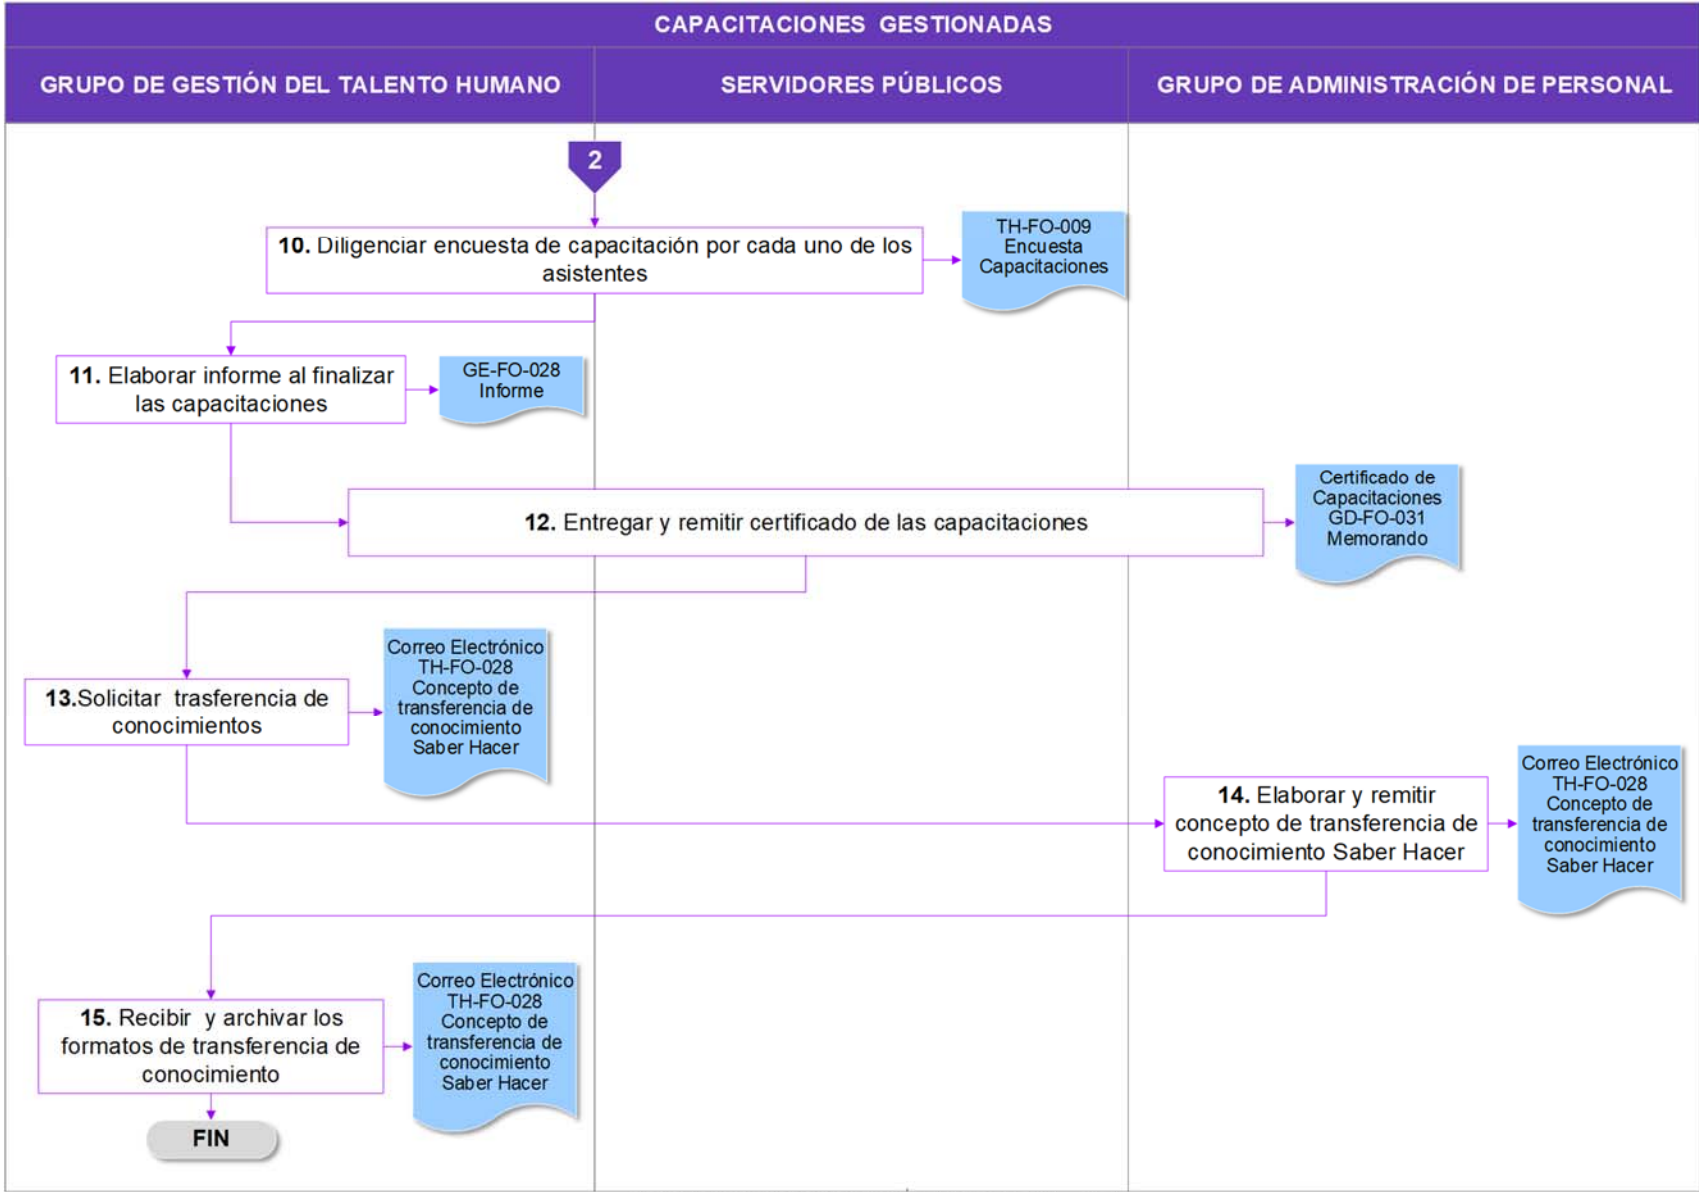 CAPACITACIONES GESTIONADAS
GRUPO DE GESTIÓN DEL TALENTO HUMANO
SERVIDORES PÚBLICOS
GRUPO DE ADMINISTRACIÓN DE PERSONAL
2
10. Diligenciar encuesta de capacitación por cada uno de los
asistentes
TH-FO-009
Encuesta
Capacitaciones
11. Elaborar informe al finalizar
las capacitaciones
GE-FO-028
Informe
12. Entregar y remitir certificado de las capacitaciones
Certificado de
Capacitaciones
GD-FO-031
Memorando
13.Solicitar trasferencia de
conocimientos
Correo Electrónico
TH-FO-028
Concepto de
transferencia de
conocimiento
Saber Hacer
14. Elaborar y remitir
concepto de transferencia de
conocimiento Saber Hacer
Correo Electrónico
TH-FO-028
Concepto de
transferencia de
conocimiento
Saber Hacer
15. Recibir y archivar los
formatos de transferencia de
conocimiento
Correo Electrónico
TH-FO-028
Concepto de
transferencia de
conocimiento
Saber Hacer
FIN